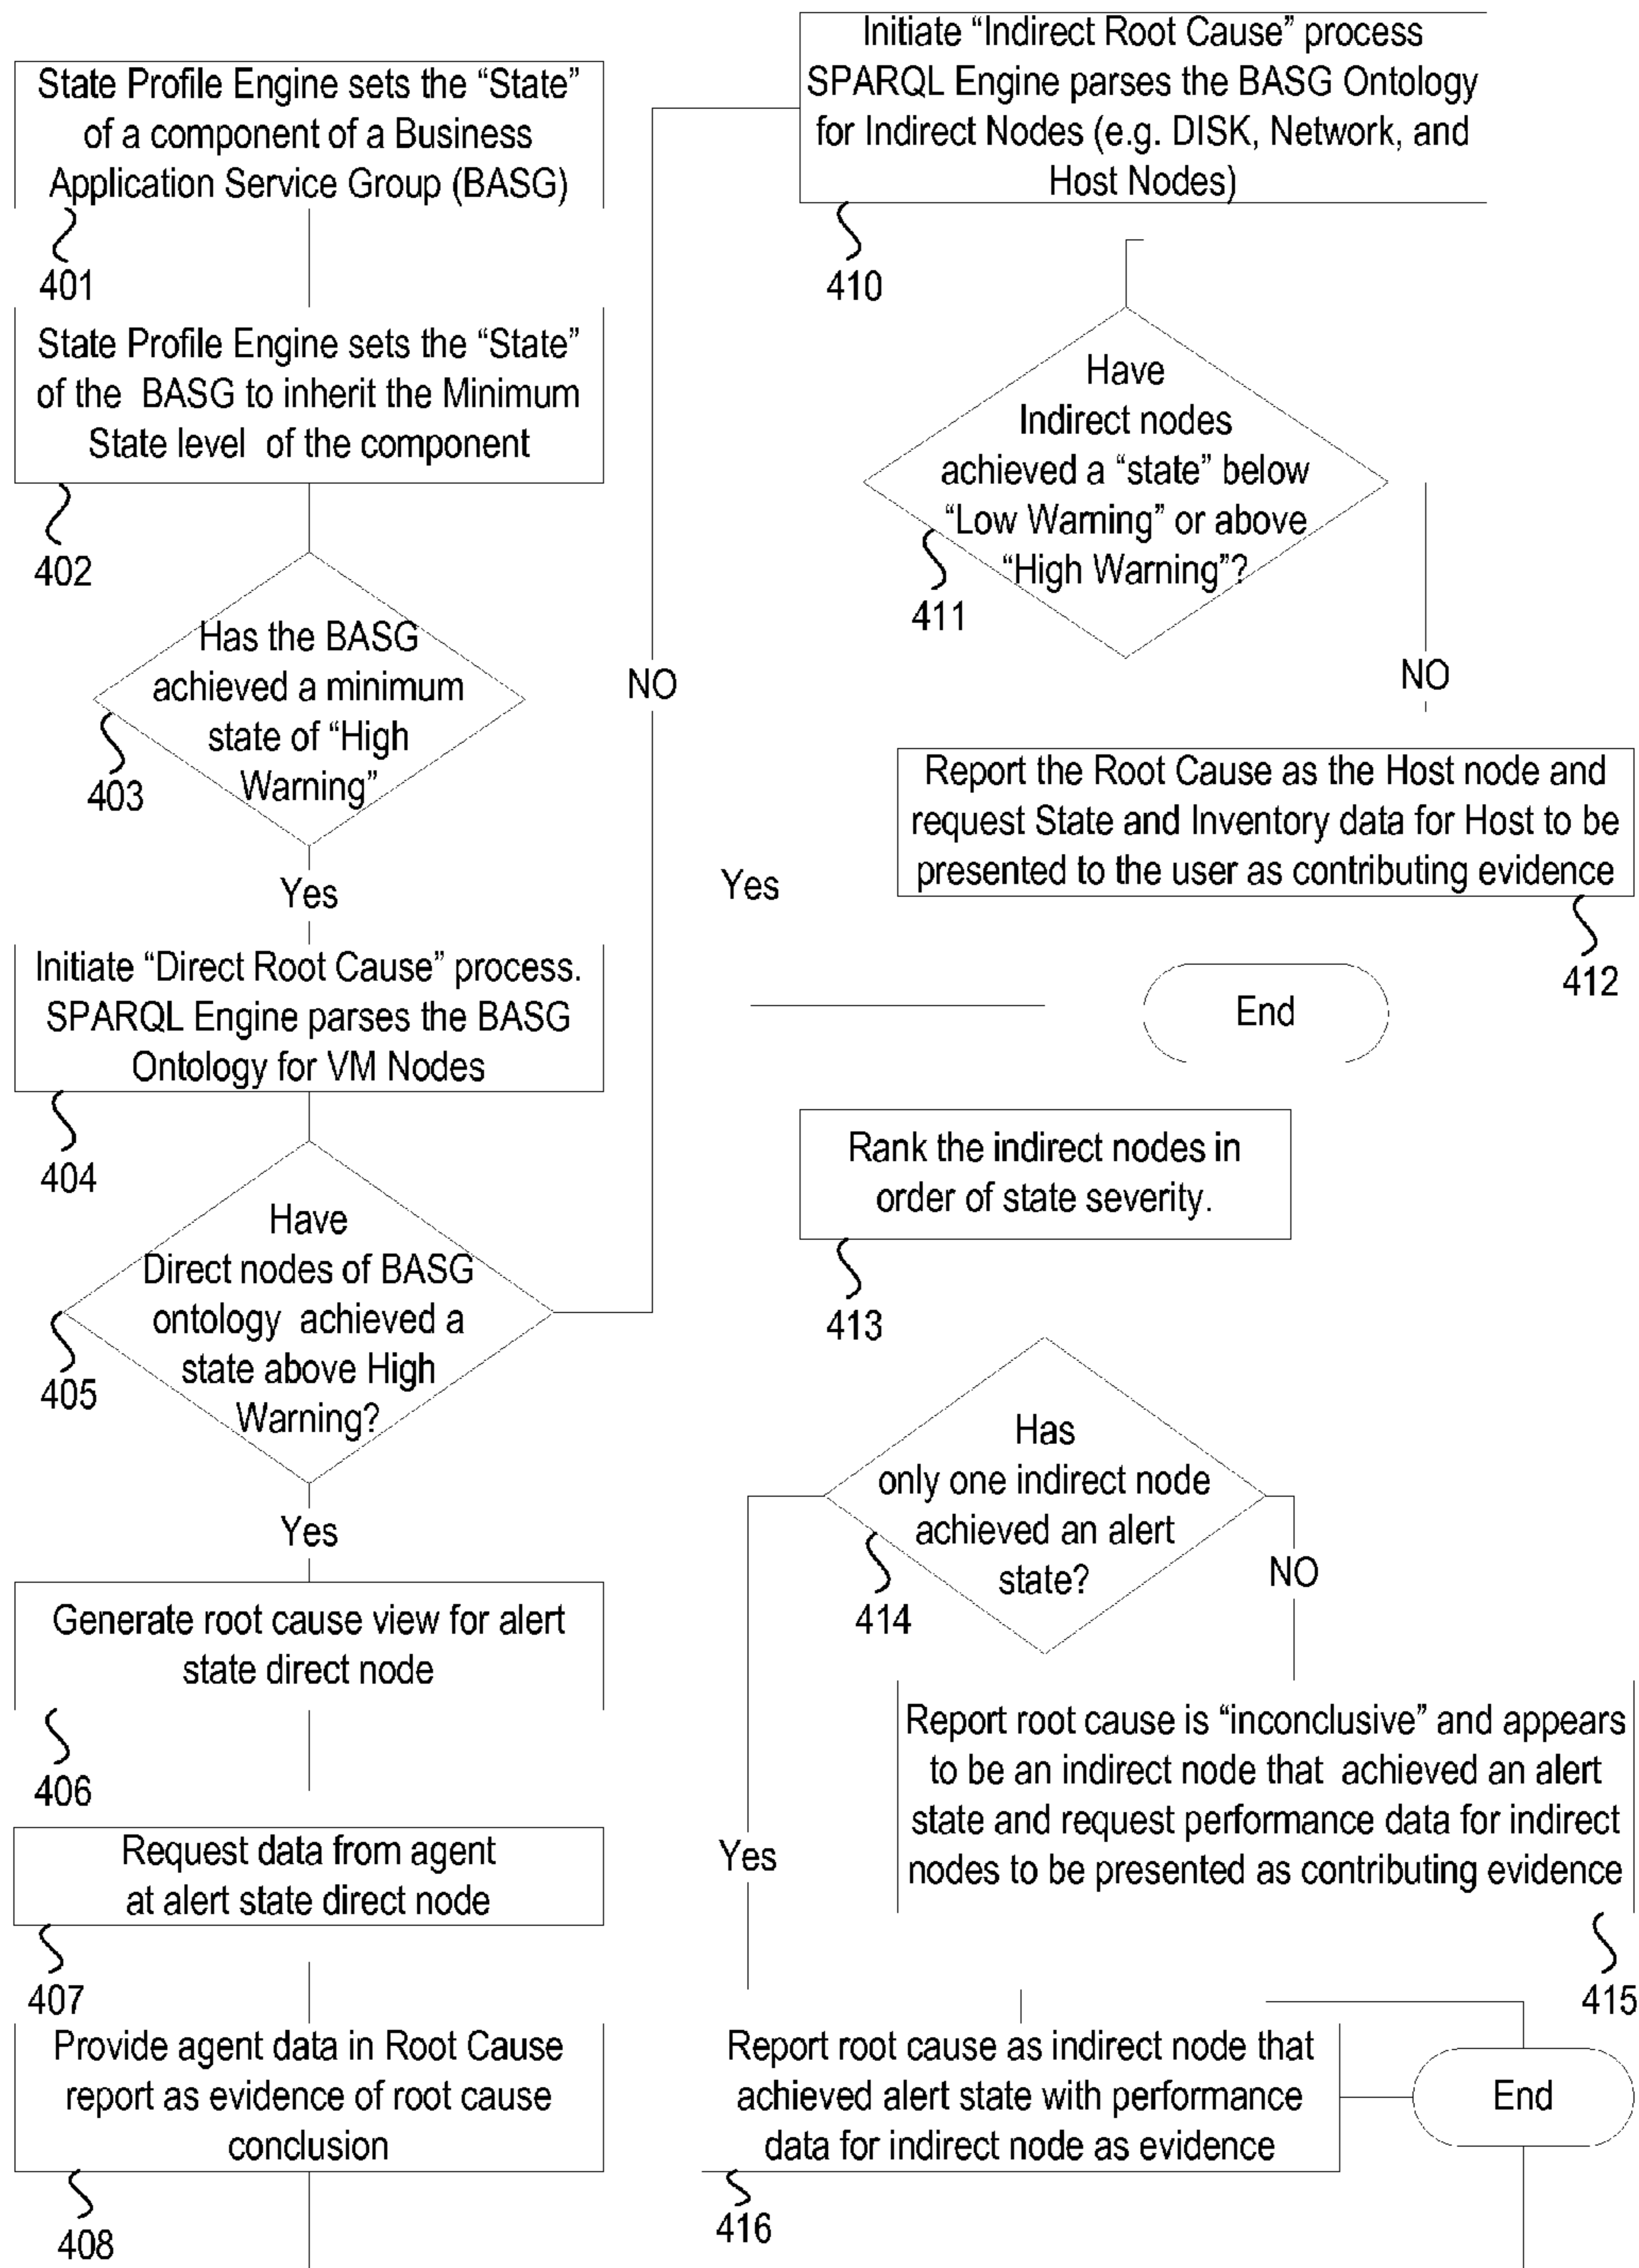 State Profile Engine sets the “State”
of a component of a Business
Application Service Group (BASG)
401
State Profile Engine sets the “State”
of the BASG to inherit the Minimum
State level of the component
402
Has the BASG
achieved a minimum
state of “High
Warning”
403
Yes
Initiate “Direct Root Cause” process.
SPARQL Engine parses the BASG
Ontology for VM Nodes
404
Have
Direct nodes of BASG
ontology achieved a
state above High
Warning?
405
NO
Yes
Generate root cause view for alert
state direct node
406
Request data from agent
at alert state direct node
407
Provide agent data in Root Cause
report as evidence of root cause
conclusion
408
Initiate “Indirect Root Cause” process
SPARQL Engine parses the BASG Ontology
for Indirect Nodes (e.g. DISK, Network, and
Host Nodes)
410
Have
Indirect nodes
achieved a “state” below
“Low Warning” or above
“High Warning”?
411
NO
Report the Root Cause as the Host node and
request State and Inventory data for Host to be
presented to the user as contributing evidence
412
Yes
End
Rank the indirect nodes in
order of state severity.
413
Has
only one indirect node
achieved an alert
state?
414
NO
Report root cause is “inconclusive” and appears
to be an indirect node that achieved an alert
state and request performance data for indirect
nodes to be presented as contributing evidence
415
Yes
Report root cause as indirect node that
achieved alert state with performance
data for indirect node as evidence
416
End